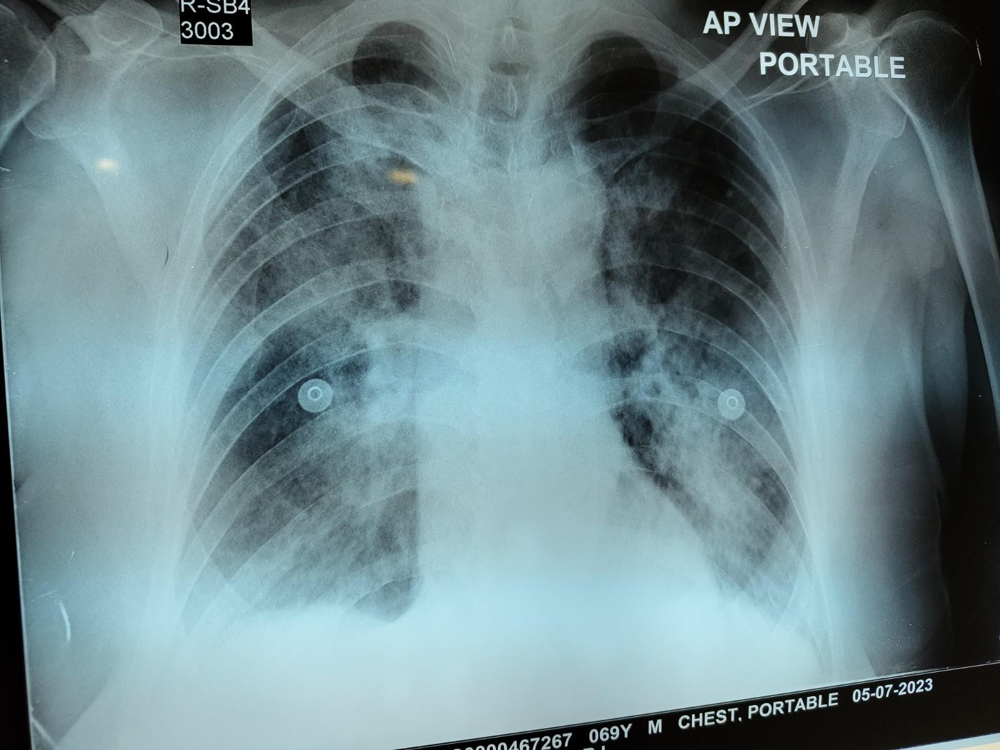 R-SB4
3003
AP VIEW
PORTABLE
069Y M CHEST, PORTABLE 05-07-2023